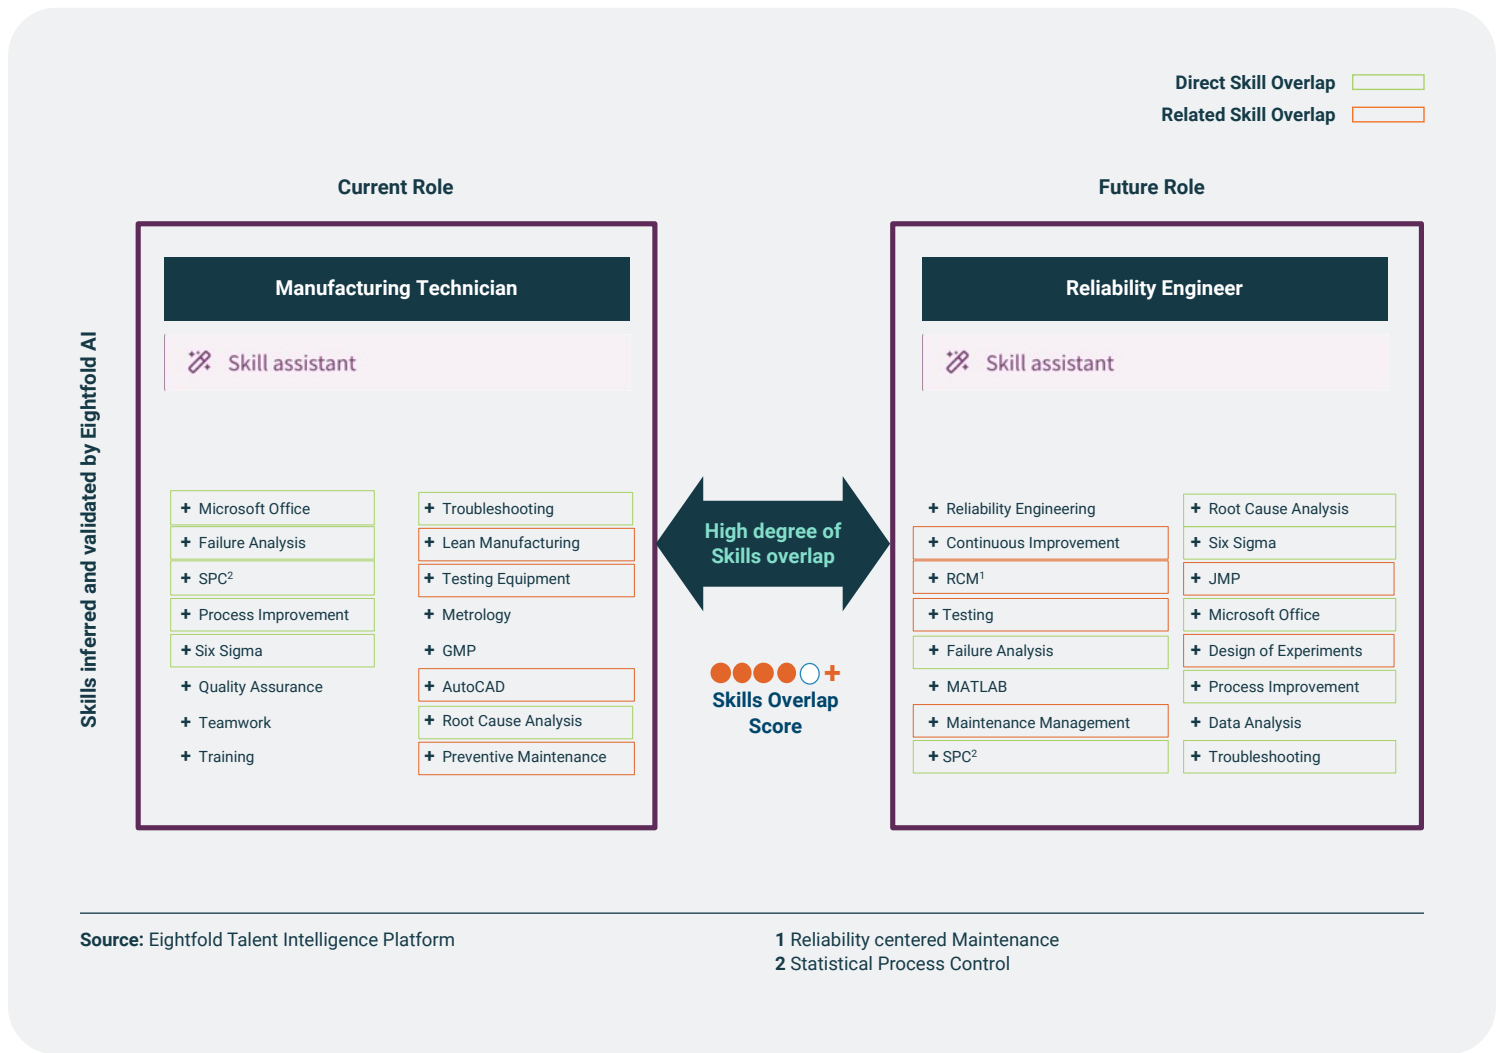 Direct Skill Overlap
Related Skill Overlap
Current Role
Future Role
Skills inferred and validated by Eightfold AI
Manufacturing Technician
Skill assistant
+ Microsoft Office
+ Failure Analysis
+ SPC²
+ Process Improvement
+ Six Sigma
+ Quality Assurance
+ Teamwork
+ Training
+ Troubleshooting
+ Lean Manufacturing
+ Testing Equipment
+ Metrology
+ GMP
+ AutoCAD
+ Root Cause Analysis
+ Preventive Maintenance
High degree of
Skills overlap
+
Skills Overlap
Score
Reliability Engineer
Skill assistant
+ Reliability Engineering
+ Continuous Improvement
+ RCM¹
+ Testing
+ Failure Analysis
+ MATLAB
+ Maintenance Management
+ SPC²
+ Root Cause Analysis
+ Six Sigma
+ JMP
+ Microsoft Office
+ Design of Experiments
+ Process Improvement
+ Data Analysis
+ Troubleshooting
Source: Eightfold Talent Intelligence Platform
1 Reliability centered Maintenance
2 Statistical Process Control